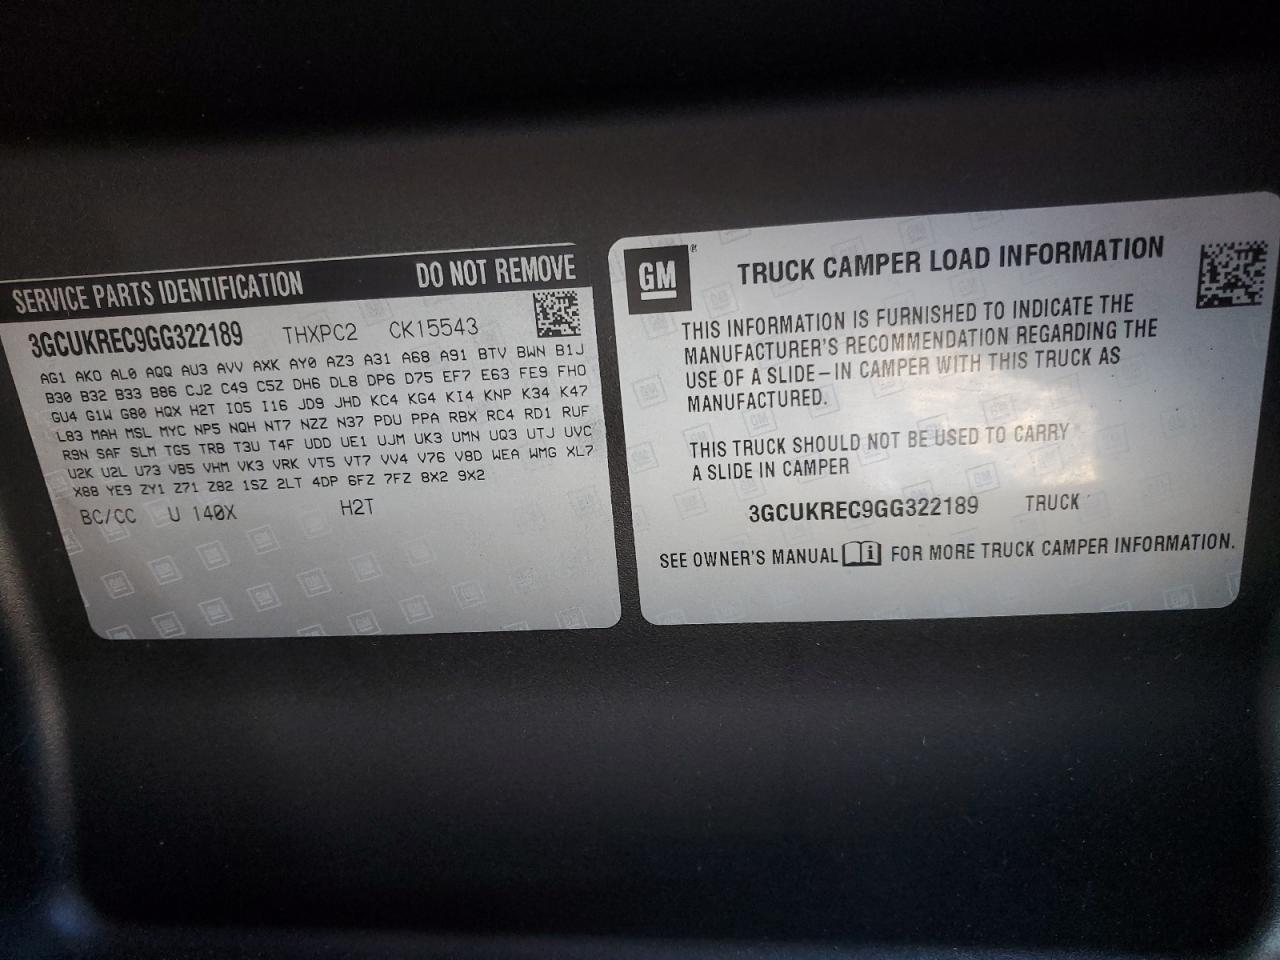 SERVICE PARTS IDENTIFICATION DO NOT REMOVE
3GCUKREC9GG322189 THXPC2 CK15543
AG1 AKO AL0 AQQ AU3 AVV AXK AY0 AZ3 A31 A68 A91 BTV BWN B1J
B30 B32 B33 B86 CJ2 C49 C5Z DH6 DL8 DP6 D75 EF7 E63 FE9 FHO
GU4 G1W G80 HQX H2T IO5 I16 JD9 JHD KC4 KG4 KI4 KNP K34 K47
L83 MAH MSL MYC NP5 NQH NT7 NZZ N37 PDU PPA RBX RC4 RD1 RUF
R9N SAF SLM TG5 TRB T3U T4F UDD UE1 UJM UK3 UMN UQ3 UTJ UVC
U2K U2L U73 VB5 VHM VK3 VRK VT5 VT7 VV4 V76 V8D WEA WMG XL7
X88 YE9 ZY1 Z71 Z82 1SZ 2LT 4DP 6FZ 7FZ 8X2 9X2
BC/CC U 140X H2T
GM ®
TRUCK CAMPER LOAD INFORMATION
THIS INFORMATION IS FURNISHED TO INDICATE THE
MANUFACTURER'S RECOMMENDATION REGARDING THE
USE OF A SLIDE-IN CAMPER WITH THIS TRUCK AS
MANUFACTURED.
THIS TRUCK SHOULD NOT BE USED TO CARRY
A SLIDE IN CAMPER
3GCUKREC9GG322189 TRUCK
SEE OWNER'S MANUAL i FOR MORE TRUCK CAMPER INFORMATION.